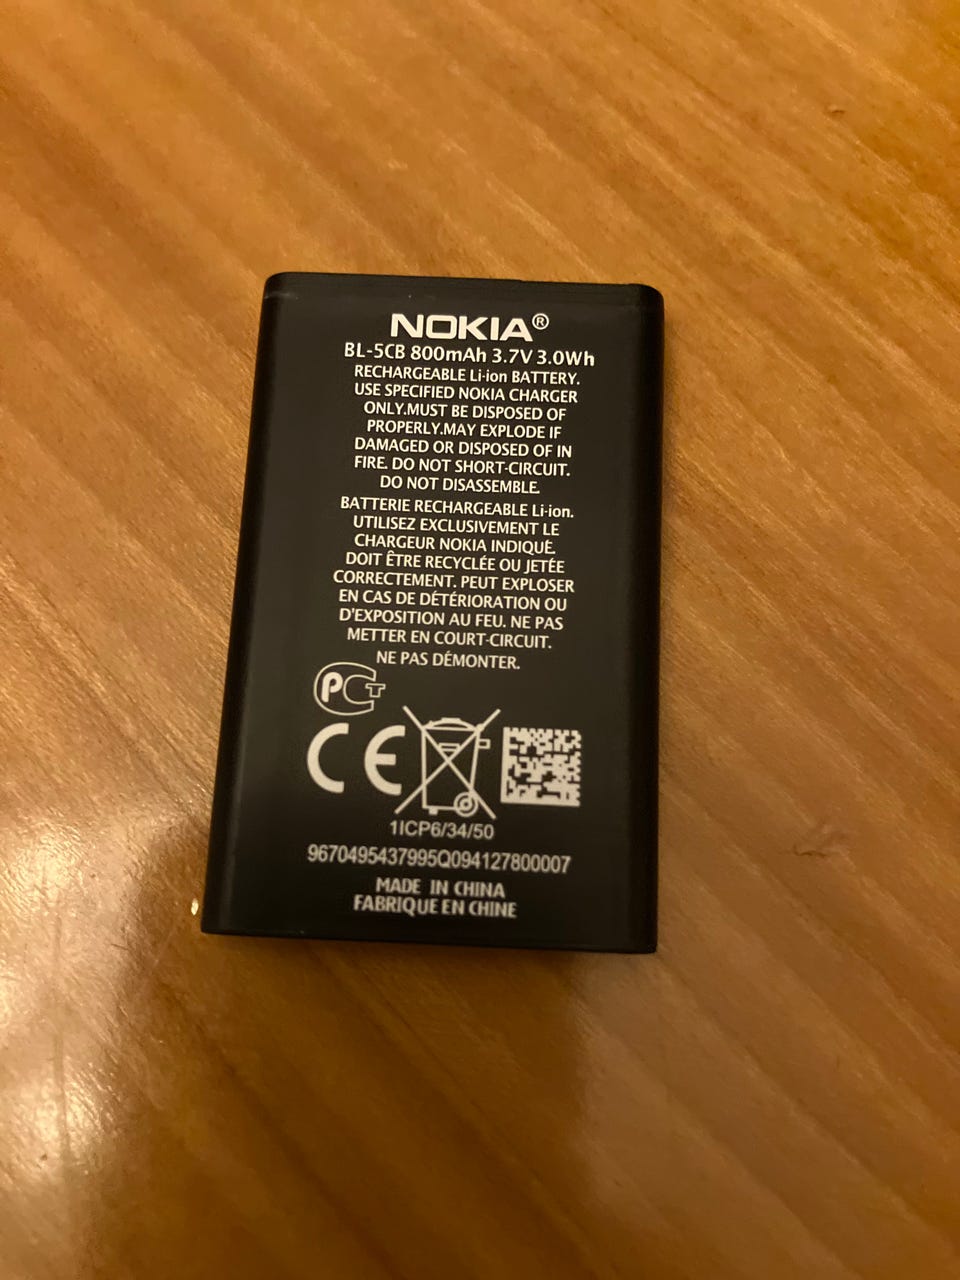 NOKIA®
BL-5CB 800mAh 3.7V 3.0Wh
RECHARGEABLE Li-ion BATTERY.
USE SPECIFIED NOKIA CHARGER
ONLY.MUST BE DISPOSED OF
PROPERLY.MAY EXPLODE IF
DAMAGED OR DISPOSED OF IN
FIRE. DO NOT SHORT-CIRCUIT.
DO NOT DISASSEMBLE.
BATTERIE RECHARGEABLE Li-ion.
UTILISEZ EXCLUSIVEMENT LE
CHARGEUR NOKIA INDIQUÉ.
DOIT ÊTRE RECYCLÉE OU JETÉE
CORRECTEMENT. PEUT EXPLOSER
EN CAS DE DÉTÉRIORATION OU
D'EXPOSITION AU FEU. NE PAS
METTER EN COURT-CIRCUIT.
NE PAS DÉMONTER.
РСТ
CE
1ICP6/34/50
9670495437995Q094127800007
MADE IN CHINA
FABRIQUE EN CHINE